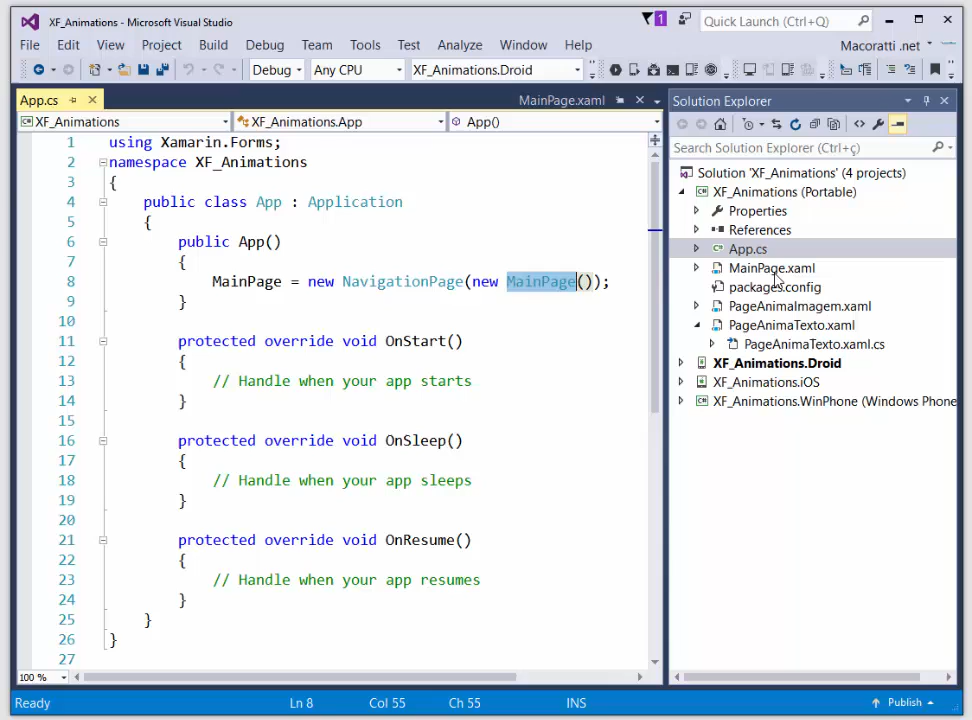 XF_Animations - Microsoft Visual Studio
1
Quick Launch (Ctrl+Q)
File Edit View Project Build Debug Team Tools Test Analyze Window Help
Macoratti .net
Debug Any CPU XF_Animations.Droid
App.cs
MainPage.xaml
XF_Animations XF_Animations.App App()
1 using Xamarin.Forms;
2 namespace XF_Animations
3 {
4 public class App : Application
5 {
6 public App()
7 {
8 MainPage = new NavigationPage(new MainPage());
9 }
10
11 protected override void OnStart()
12 {
13 // Handle when your app starts
14 }
15
16 protected override void OnSleep()
17 {
18 // Handle when your app sleeps
19 }
20
21 protected override void OnResume()
22 {
23 // Handle when your app resumes
24 }
25 }
26 }
27
100 %
Solution Explorer
Search Solution Explorer (Ctrl+ç)
Solution 'XF_Animations' (4 projects)
XF_Animations (Portable)
Properties
References
App.cs
MainPage.xaml
packages.config
PageAnimaImagem.xaml
PageAnimaTexto.xaml
PageAnimaTexto.xaml.cs
XF_Animations.Droid
XF_Animations.iOS
XF_Animations.WinPhone (Windows Phone
Ready Ln 8 Col 55 Ch 55 INS Publish